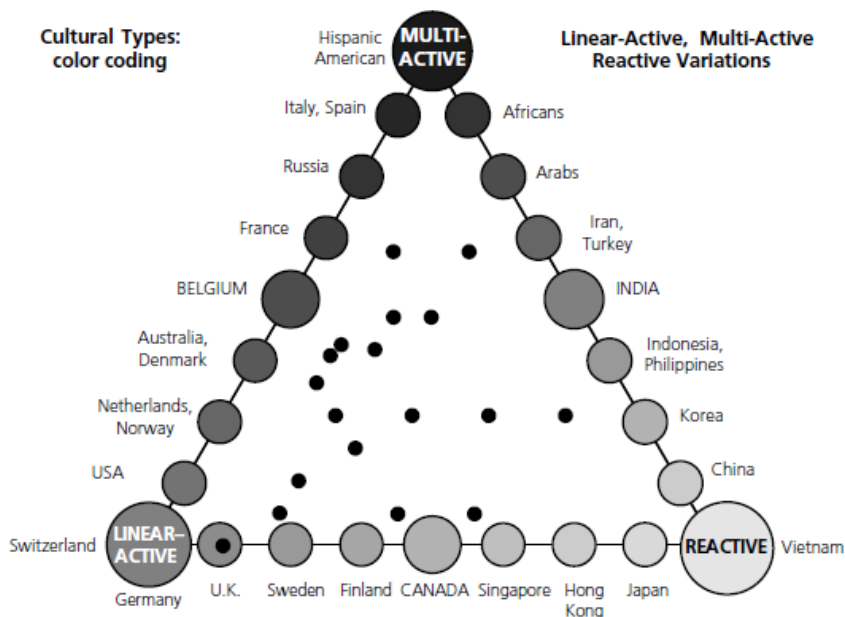 Cultural Types:
color coding
Linear-Active, Multi-Active
Reactive Variations
Hispanic
American
MULTI-
ACTIVE
Italy, Spain
Africans
Russia
Arabs
France
Iran,
Turkey
BELGIUM
INDIA
Australia,
Denmark
Indonesia,
Philippines
Netherlands,
Norway
Korea
USA
China
Switzerland
LINEAR–
ACTIVE
REACTIVE
Vietnam
Germany
U.K.
Sweden
Finland
CANADA
Singapore
Hong
Kong
Japan